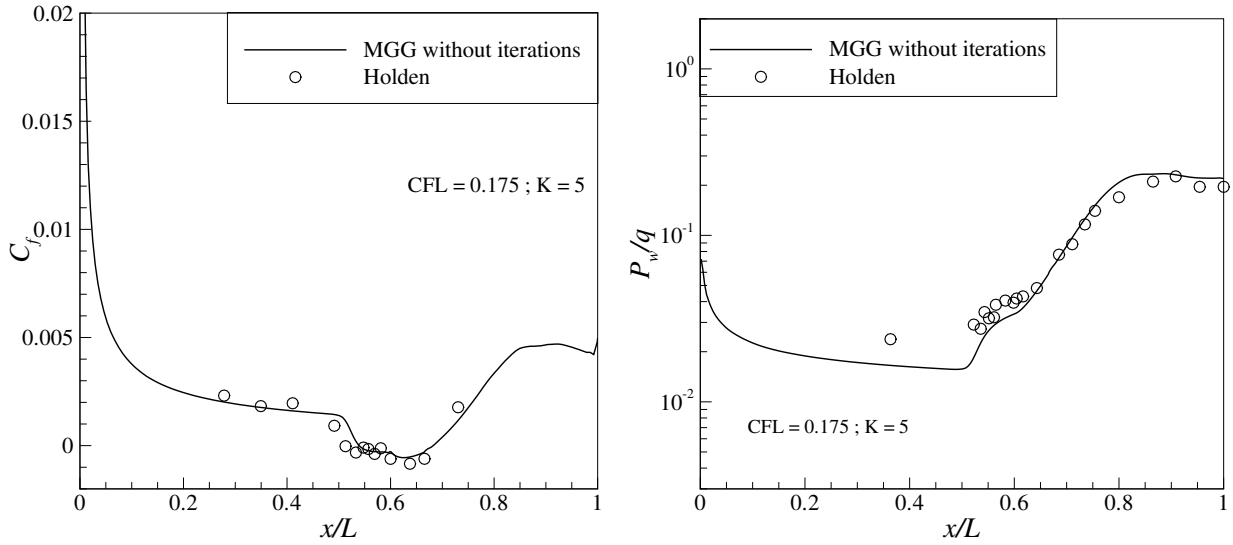 0.02
0.015
0.01
0.005
0
C_f
MGG without iterations
Holden
CFL = 0.175 ; K = 5
0
0.2
0.4
0.6
0.8
1
x/L
10^0
10^-1
10^-2
P_w/q
MGG without iterations
Holden
CFL = 0.175 ; K = 5
0
0.2
0.4
0.6
0.8
1
x/L